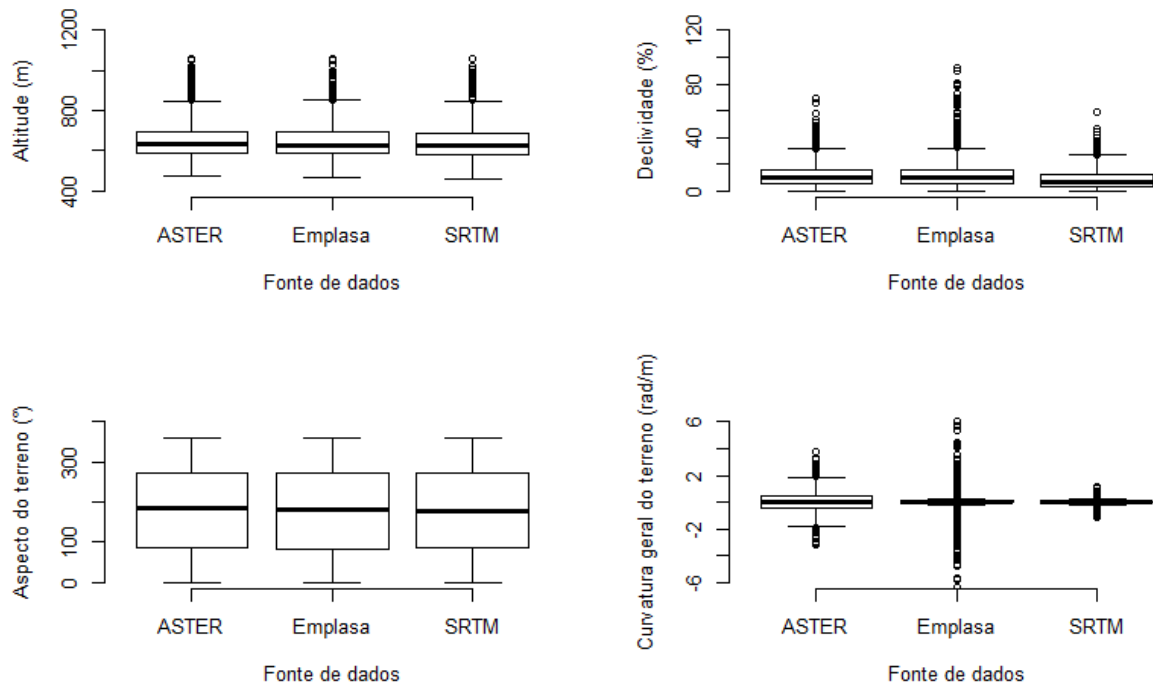 Altitude (m)
1200
800
400
ASTER Emplasa SRTM
Fonte de dados
Declividade (%)
120
80
40
0
ASTER Emplasa SRTM
Fonte de dados
Aspecto do terreno (°)
300
100
0
ASTER Emplasa SRTM
Fonte de dados
Curvatura geral do terreno (rad/m)
6
2
-2
-6
ASTER Emplasa SRTM
Fonte de dados